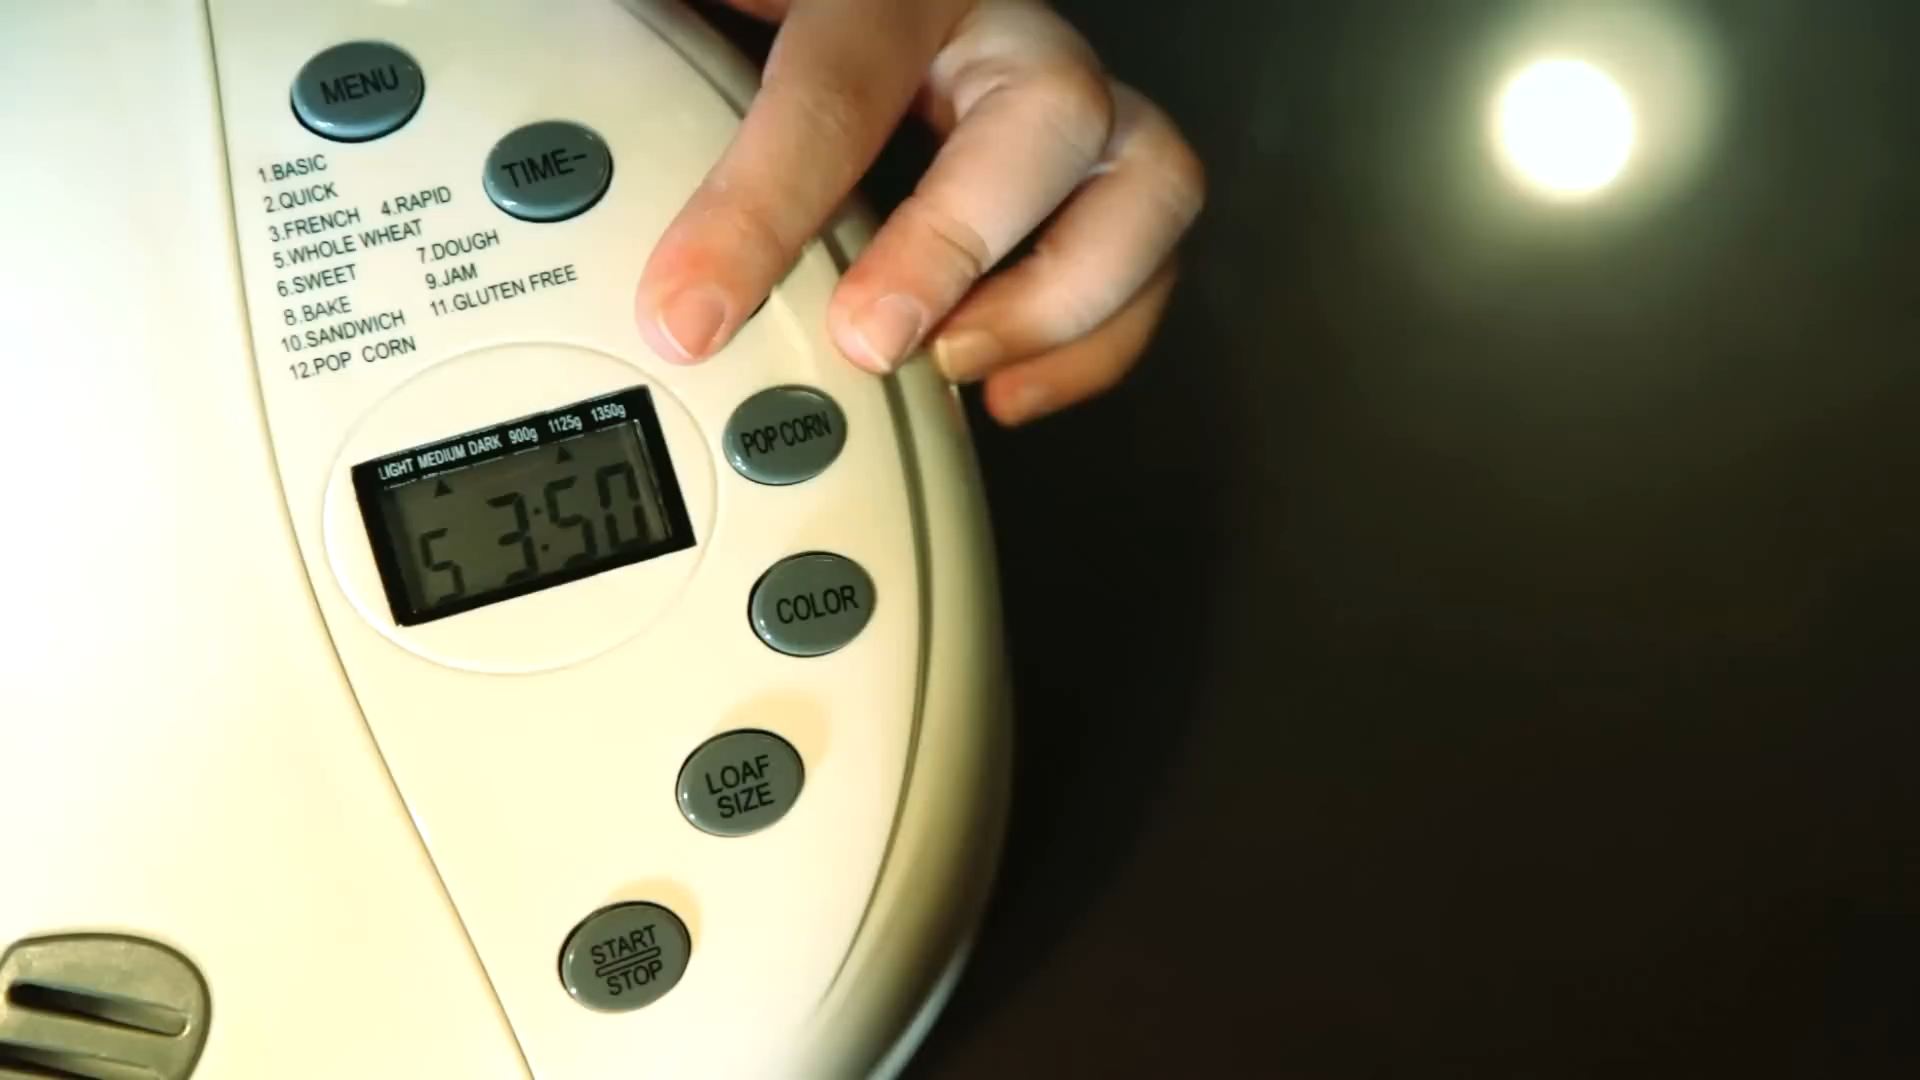 MENU
TIME-
1.BASIC
2.QUICK
3.FRENCH 4.RAPID
5.WHOLE WHEAT
6.SWEET 7.DOUGH
8.BAKE 9.JAM
10.SANDWICH 11.GLUTEN FREE
12.POP CORN
LIGHT MEDIUM DARK 900g 1125g 1350g
5 3:50
POP CORN
COLOR
LOAF
SIZE
START
STOP